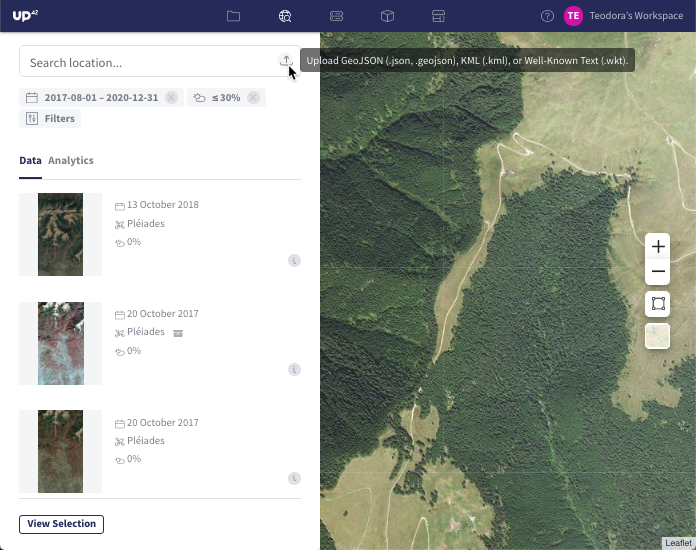 up42
TE Teodora's Workspace
Search location...
Upload GeoJSON (.json, .geojson), KML (.kml), or Well-Known Text (.wkt).
2017-08-01 – 2020-12-31
≤ 30%
Filters
Data Analytics
13 October 2018
Pléiades
0%
20 October 2017
Pléiades
0%
20 October 2017
Pléiades
0%
View Selection
Leaflet